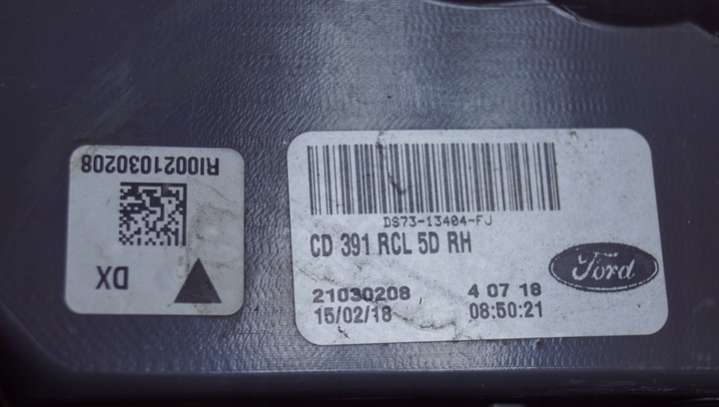 RI0021030208
DX
DS73-13404-FJ
CD 391 RCL 5D RH
Ford
21030208 4 07 18
15/02/18 08:50:21